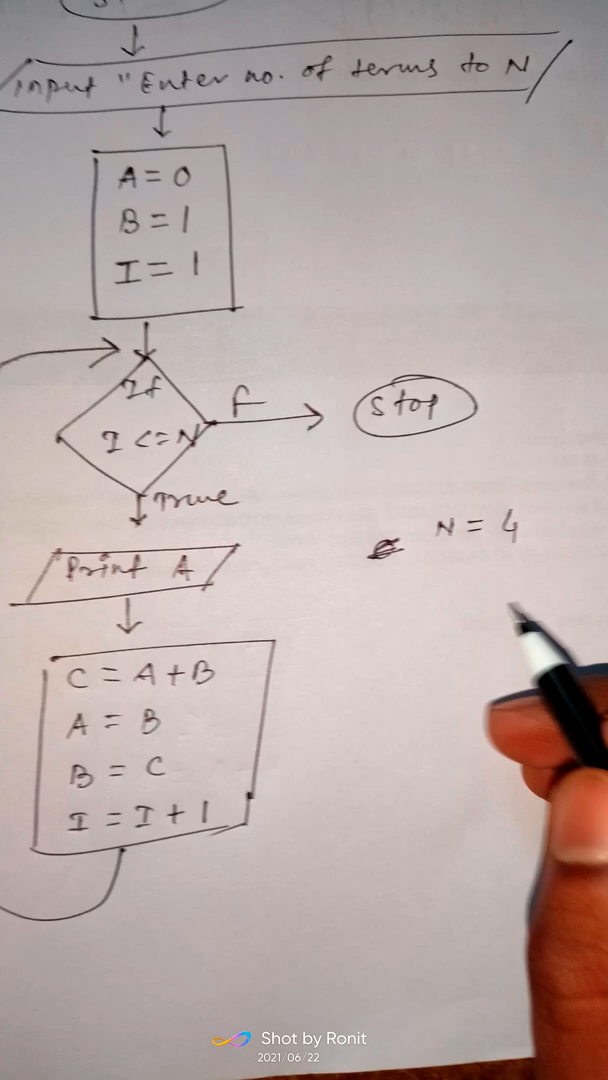 input "Enter no. of terms to N
A = 0
B = 1
I = 1
If
I <= N
F
Stop
True
N = 4
Print A
C = A + B
A = B
B = C
I = I + 1
Shot by Ronit
2021/06/22